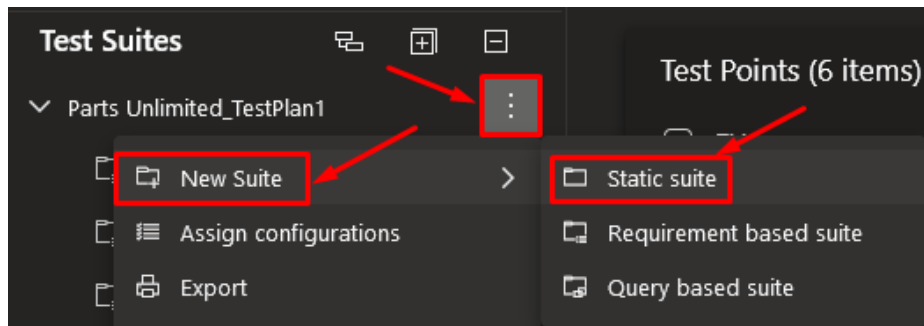 Test Suites
Test Points (6 items)
Parts Unlimited_TestPlan1
New Suite
Static suite
Assign configurations
Requirement based suite
Export
Query based suite